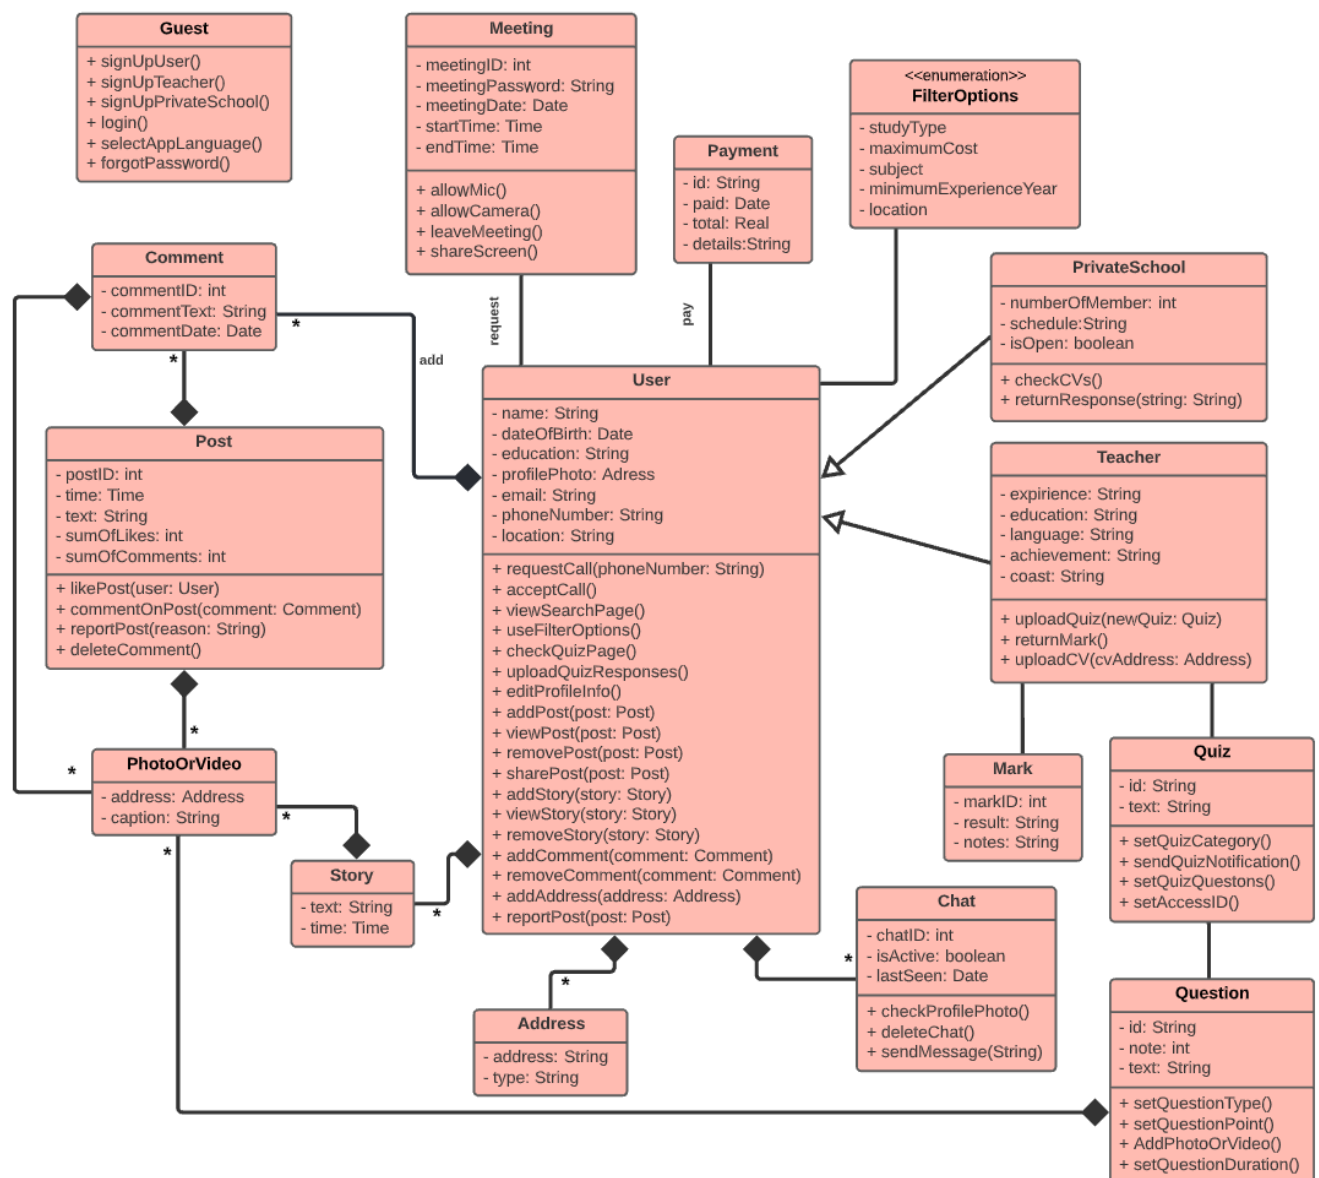 Guest
+ signUpUser()
+ signUpTeacher()
+ signUpPrivateSchool()
+ login()
+ selectAppLanguage()
+ forgotPassword()
Meeting
- meetingID: int
- meetingPassword: String
- meetingDate: Date
- startTime: Time
- endTime: Time
+ allowMic()
+ allowCamera()
+ leaveMeeting()
+ shareScreen()
<<enumeration>>
FilterOptions
- studyType
- maximumCost
- subject
- minimumExperienceYear
- location
Payment
- id: String
- paid: Date
- total: Real
- details:String
Comment
- commentID: int
- commentText: String
- commentDate: Date
*
*
add
request
pay
PrivateSchool
- numberOfMember: int
- schedule:String
- isOpen: boolean
+ checkCVs()
+ returnResponse(string: String)
User
- name: String
- dateOfBirth: Date
- education: String
- profilePhoto: Adress
- email: String
- phoneNumber: String
- location: String
+ requestCall(phoneNumber: String)
+ acceptCall()
+ viewSearchPage()
+ useFilterOptions()
+ checkQuizPage()
+ uploadQuizResponses()
+ editProfileInfo()
+ addPost(post: Post)
+ viewPost(post: Post)
+ removePost(post: Post)
+ sharePost(post: Post)
+ addStory(story: Story)
+ viewStory(story: Story)
+ removeStory(story: Story)
+ addComment(comment: Comment)
+ removeComment(comment: Comment)
+ addAddress(address: Address)
+ reportPost(post: Post)
Post
- postID: int
- time: Time
- text: String
- sumOfLikes: int
- sumOfComments: int
+ likePost(user: User)
+ commentOnPost(comment: Comment)
+ reportPost(reason: String)
+ deleteComment()
Teacher
- expirience: String
- education: String
- language: String
- achievement: String
- coast: String
+ uploadQuiz(newQuiz: Quiz)
+ returnMark()
+ uploadCV(cvAddress: Address)
*
*
PhotoOrVideo
- address: Address
- caption: String
*
*
Mark
- markID: int
- result: String
- notes: String
Quiz
- id: String
- text: String
+ setQuizCategory()
+ sendQuizNotification()
+ setQuizQuestons()
+ setAccessID()
Story
- text: String
- time: Time
*
Chat
- chatID: int
- isActive: boolean
- lastSeen: Date
+ checkProfilePhoto()
+ deleteChat()
+ sendMessage(String)
*
*
Address
- address: String
- type: String
Question
- id: String
- note: int
- text: String
+ setQuestionType()
+ setQuestionPoint()
+ AddPhotoOrVideo()
+ setQuestionDuration()